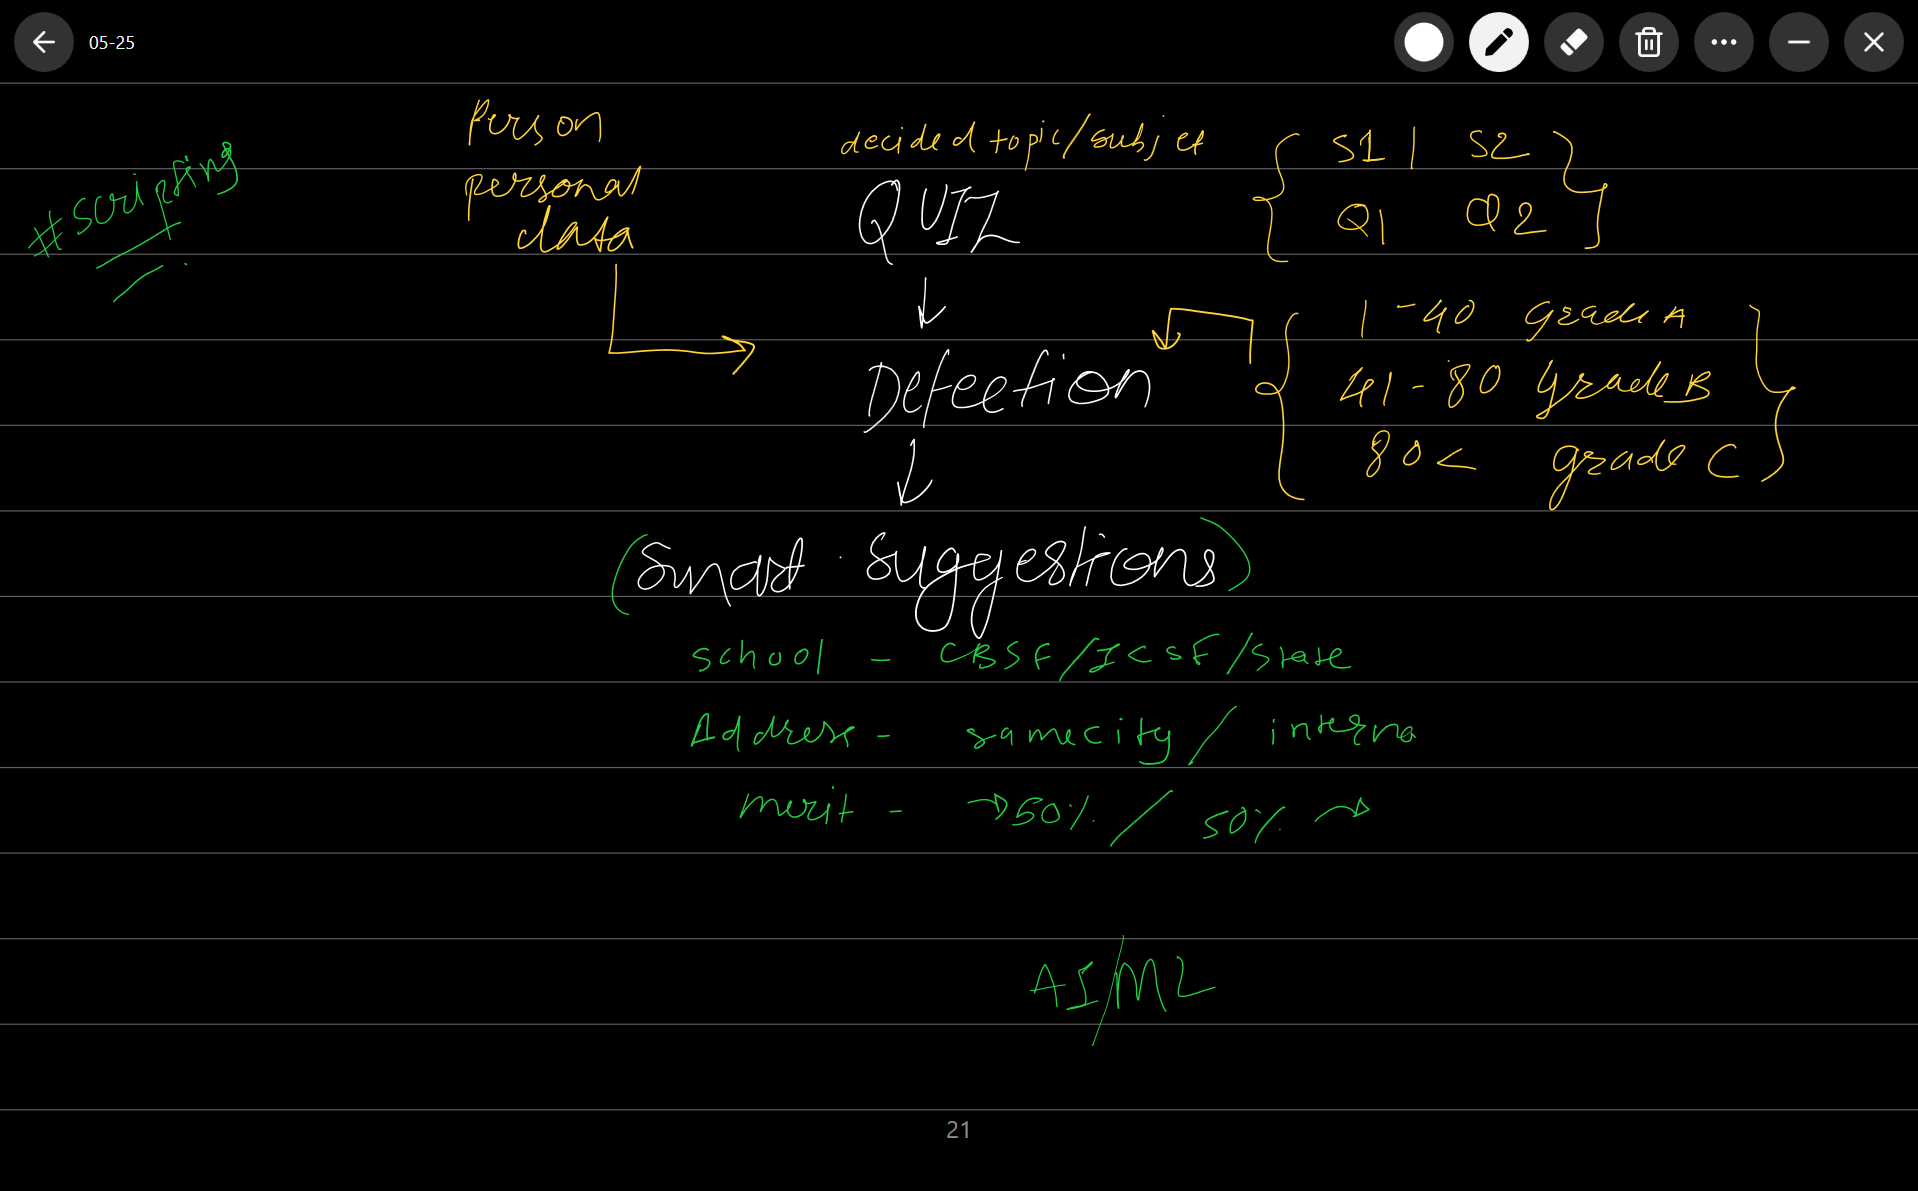 05-25
#scripting
Person
personal
data
decided topic/subject
QUIZ
S1 | S2
Q1 Q2
1-40 Grade A
41-80 Grade B
80< grade C
Detection
(Smart Suggestions)
school - CBSE/ICSE/State
Address - samecity / interna
merit - →50% / 50% →
AI/ML
21